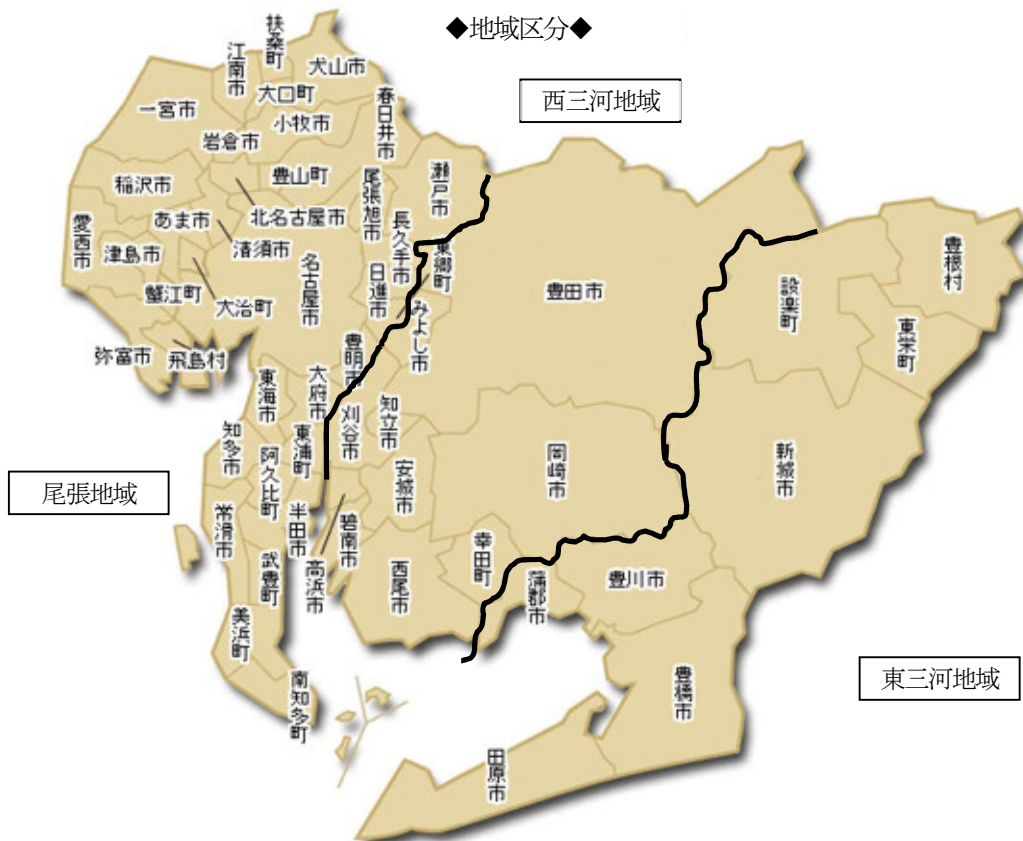 ◆地域区分◆
西三河地域
尾張地域
東三河地域
扶桑町
江南市
犬山市
大口町
一宮市
小牧市
春日井市
岩倉市
稲沢市
豊山町
瀬戸市
尾張旭市
北名古屋市
あま市
愛西市
清須市
長久手市
津島市
東郷町
名古屋市
日進市
蟹江町
大治町
みよし市
豊田市
設楽町
豊根村
東栄町
弥富市
飛島村
豊明市
大府市
東海市
刈谷市
知立市
知多市
東浦町
阿久比町
岡崎市
新城市
安城市
常滑市
半田市
碧南市
高浜市
武豊町
西尾市
幸田町
蒲郡市
豊川市
美浜町
南知多町
豊橋市
田原市